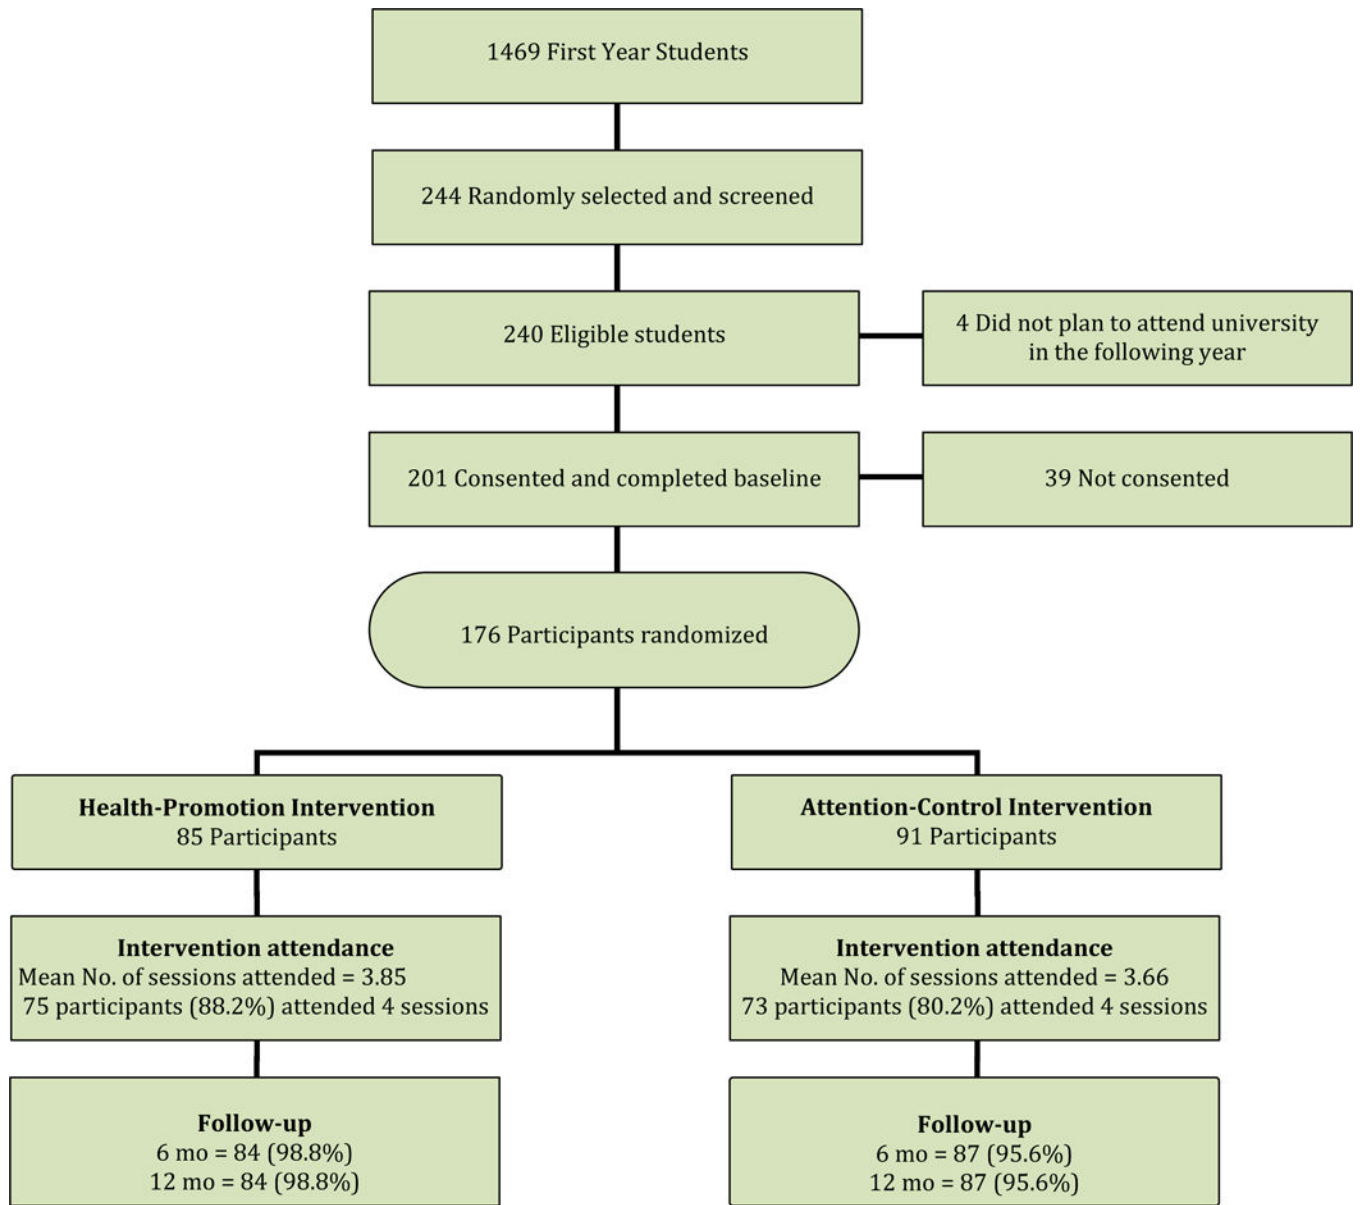 1469 First Year Students
244 Randomly selected and screened
240 Eligible students
4 Did not plan to attend university
in the following year
201 Consented and completed baseline
39 Not consented
176 Participants randomized
Health-Promotion Intervention
85 Participants
Attention-Control Intervention
91 Participants
Intervention attendance
Mean No. of sessions attended = 3.85
75 participants (88.2%) attended 4 sessions
Intervention attendance
Mean No. of sessions attended = 3.66
73 participants (80.2%) attended 4 sessions
Follow-up
6 mo = 84 (98.8%)
12 mo = 84 (98.8%)
Follow-up
6 mo = 87 (95.6%)
12 mo = 87 (95.6%)